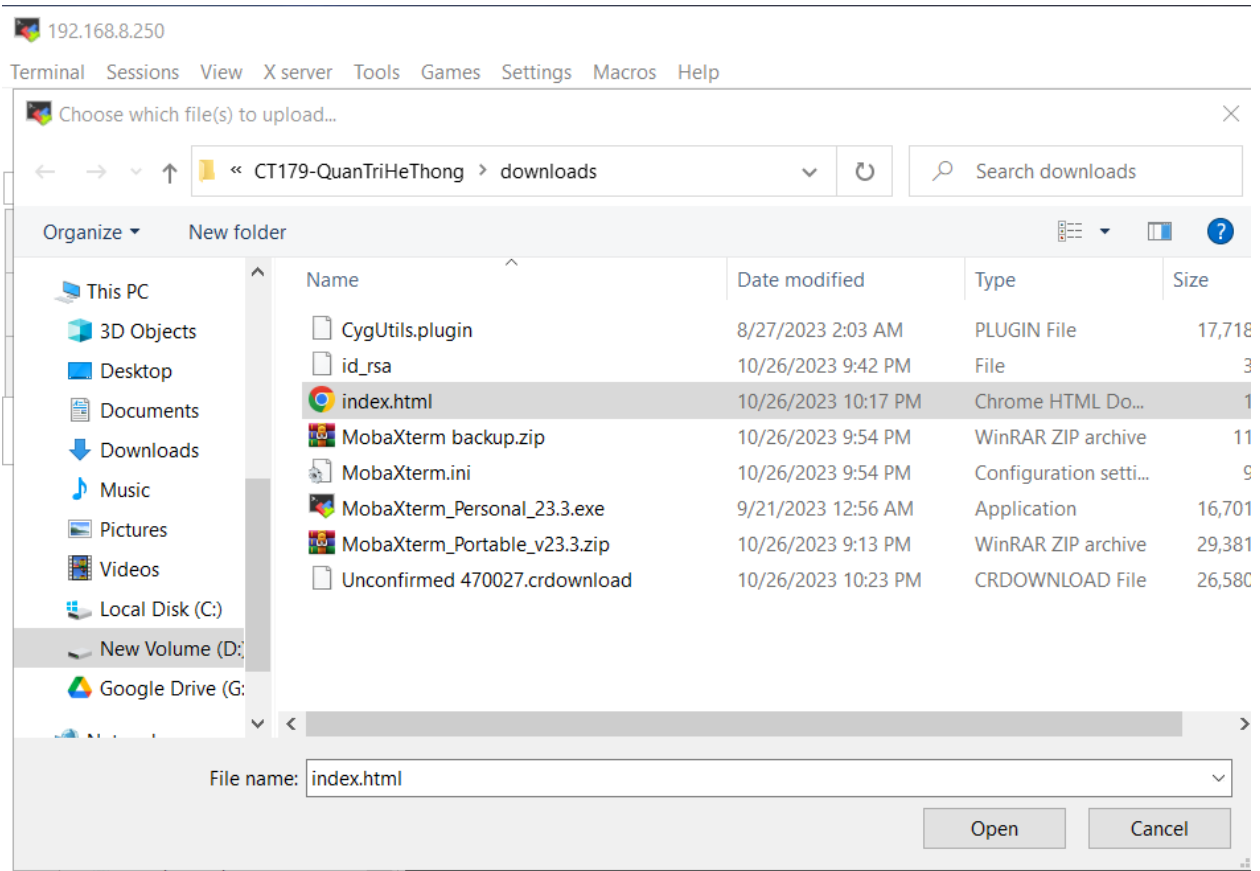 192.168.8.250
Terminal Sessions View X server Tools Games Settings Macros Help
Choose which file(s) to upload...
« CT179-QuanTriHeThong > downloads
Search downloads
Organize
New folder
This PC
3D Objects
Desktop
Documents
Downloads
Music
Pictures
Videos
Local Disk (C:)
New Volume (D:)
Google Drive (G:
Name Date modified Type Size
CygUtils.plugin 8/27/2023 2:03 AM PLUGIN File 17,718
id_rsa 10/26/2023 9:42 PM File 3
index.html 10/26/2023 10:17 PM Chrome HTML Do... 1
MobaXterm backup.zip 10/26/2023 9:54 PM WinRAR ZIP archive 11
MobaXterm.ini 10/26/2023 9:54 PM Configuration setti... 9
MobaXterm_Personal_23.3.exe 9/21/2023 12:56 AM Application 16,701
MobaXterm_Portable_v23.3.zip 10/26/2023 9:13 PM WinRAR ZIP archive 29,381
Unconfirmed 470027.crdownload 10/26/2023 10:23 PM CRDOWNLOAD File 26,580
File name: index.html
Open Cancel